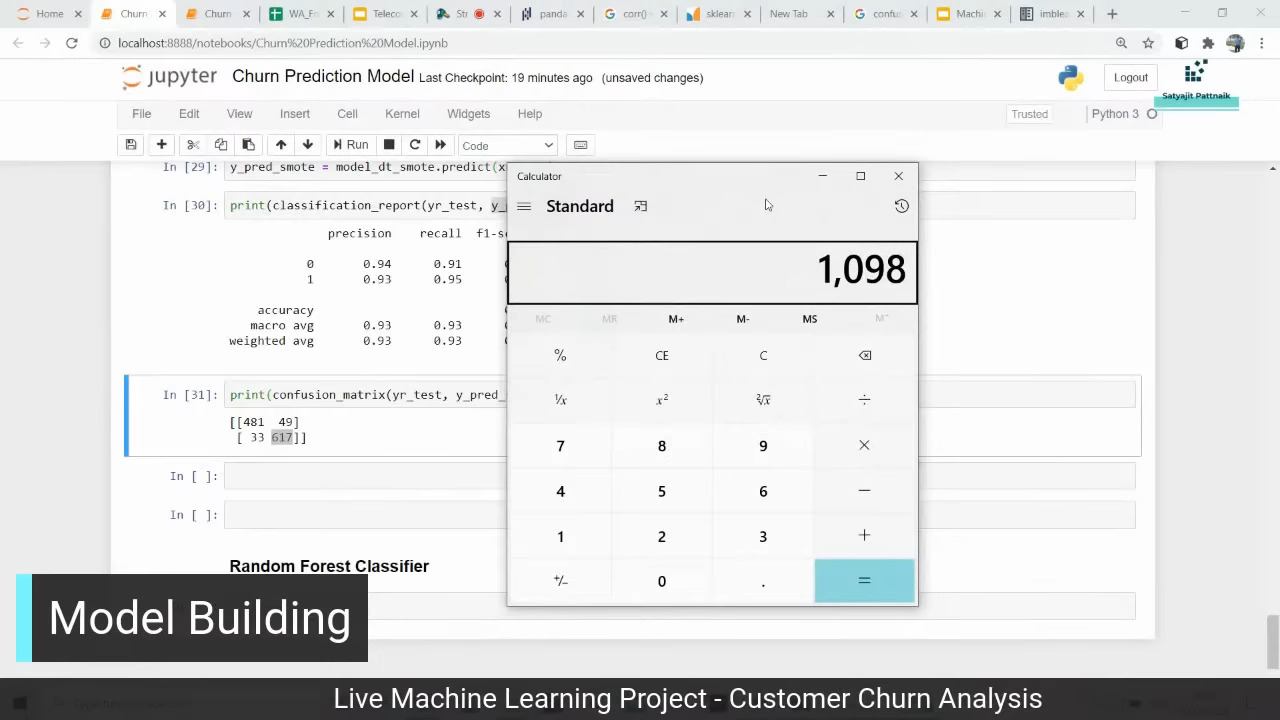 Home
Churn
Churn
WA_Fr
Telecor
Str
panda
corr()
sklearn
New Tab
confus
Machi
imblea
localhost:8888/notebooks/Churn%20Prediction%20Model.ipynb
jupyter Churn Prediction Model Last Checkpoint: 19 minutes ago (unsaved changes)
Logout
Satyajit Pattnaik
File Edit View Insert Cell Kernel Widgets Help
Trusted
Python 3
Run
Code
In [29]: y_pred_smote = model_dt_smote.predict(x
In [30]: print(classification_report(yr_test, y_
precision recall f1-s
0 0.94 0.91
1 0.93 0.95
accuracy
macro avg 0.93 0.93
weighted avg 0.93 0.93
In [31]: print(confusion_matrix(yr_test, y_pred_
[[481 49]
[ 33 617]]
In [ ]:
In [ ]:
Random Forest Classifier
Calculator
Standard
1,098
MC MR M+ M- MS M˅
% CE C
⅟x x² ²√x ÷
7 8 9 ×
4 5 6 −
1 2 3 +
+/− 0 . =
Model Building
Live Machine Learning Project - Customer Churn Analysis